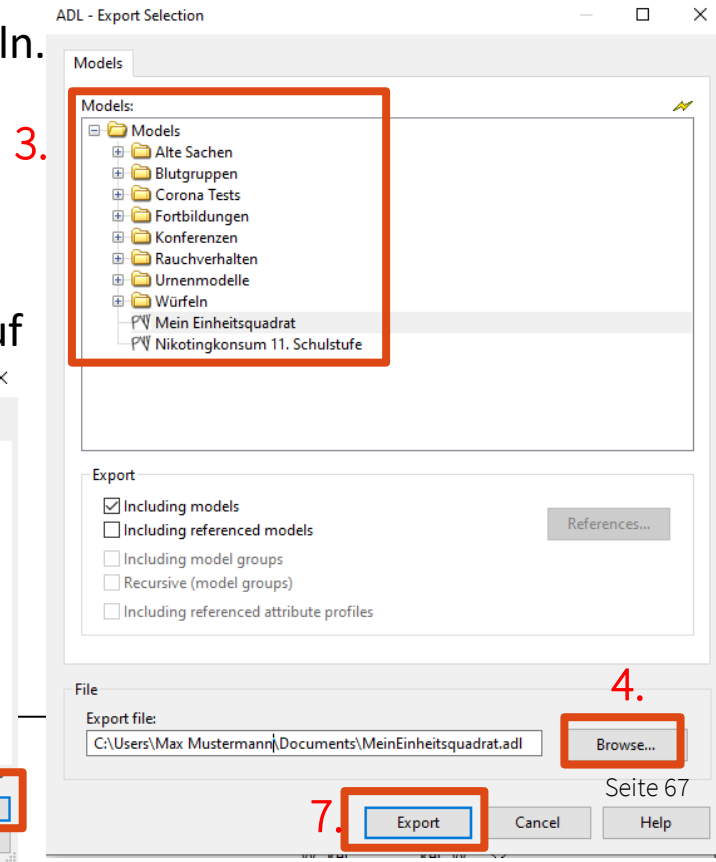 ln.
ADL - Export Selection
Models
Models:
3.
Models
Alte Sachen
Blutgruppen
Corona Tests
Fortbildungen
Konferenzen
Rauchverhalten
Urnenmodelle
Würfeln
Mein Einheitsquadrat
Nikotingkonsum 11. Schulstufe
uf
Export
Including models
Including referenced models
References...
Including model groups
Recursive (model groups)
Including referenced attribute profiles
File
4.
Export file:
C:\Users\Max Mustermann\Documents\MeinEinheitsquadrat.adl
Browse...
Seite 67
7.
Export
Cancel
Help